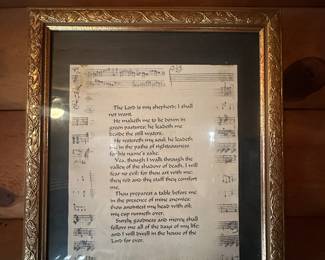 The Lord is my shepherd; I shall
not want.
He maketh me to lie down in
green pastures; he leadeth me
beside the still waters.
He restoreth my soul: he leadeth
me in the paths of righteousness
for his name's sake.
Yea, though I walk through the
valley of the shadow of death, I will
fear no evil: for thou art with me;
thy rod and thy staff they comfort
me.
Thou preparest a table before me
in the presence of mine enemies:
thou anointest my head with oil;
my cup runneth over.
Surely goodness and mercy shall
follow me all of the days of my life:
and I will dwell in the house of the
Lord for ever.